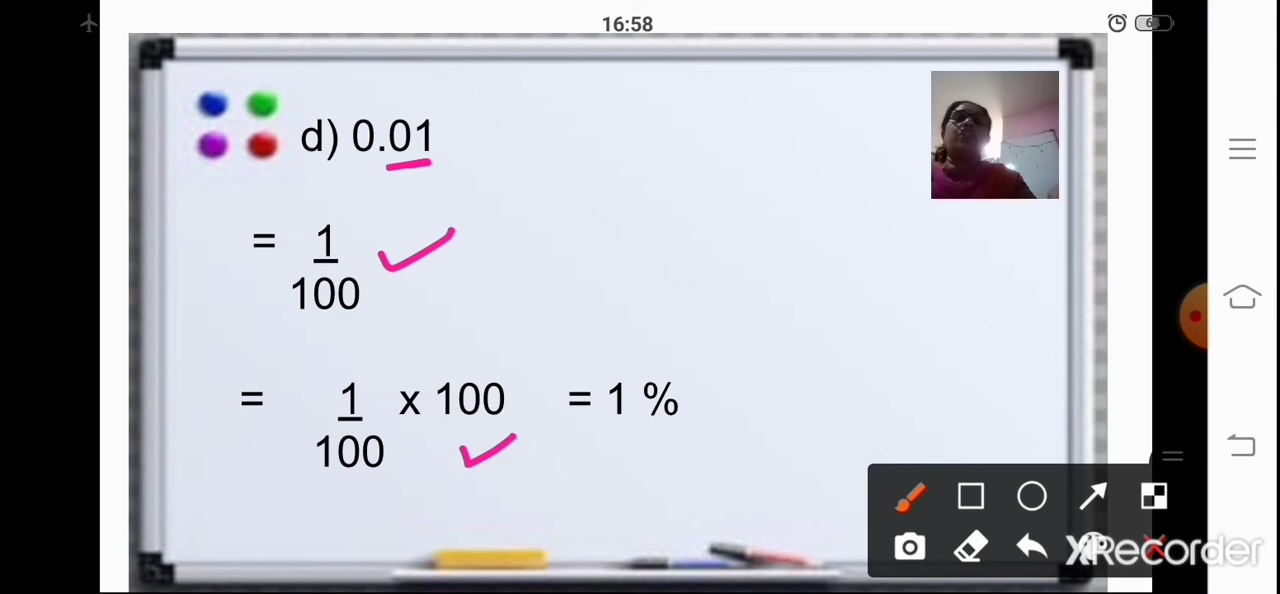 16:58
d) 0.01
= 1
100
= 1 x 100 = 1 %
100
XRecorder